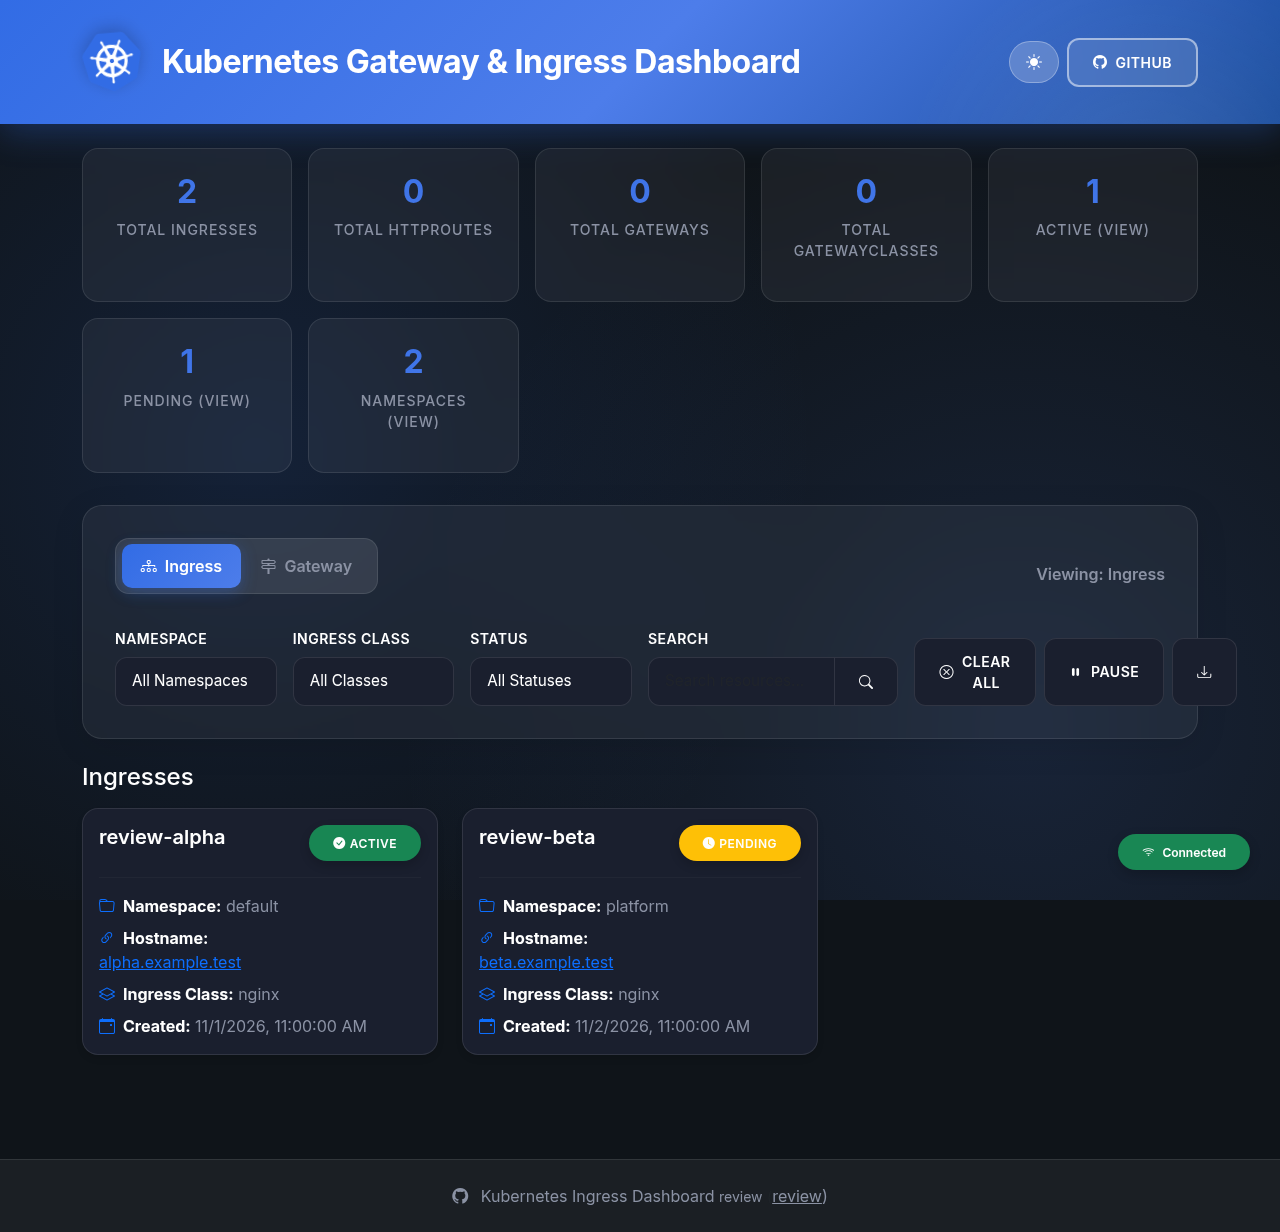 Kubernetes Gateway & Ingress Dashboard
GITHUB
2
TOTAL INGRESSES
0
TOTAL HTTPROUTES
0
TOTAL GATEWAYS
0
TOTAL
GATEWAYCLASSES
1
ACTIVE (VIEW)
1
PENDING (VIEW)
2
NAMESPACES
(VIEW)
Ingress
Gateway
Viewing: Ingress
NAMESPACE
INGRESS CLASS
STATUS
SEARCH
All Namespaces
All Classes
All Statuses
CLEAR
ALL
PAUSE
Ingresses
review-alpha
ACTIVE
Namespace: default
Hostname:
alpha.example.test
Ingress Class: nginx
Created: 11/1/2026, 11:00:00 AM
review-beta
PENDING
Namespace: platform
Hostname:
beta.example.test
Ingress Class: nginx
Created: 11/2/2026, 11:00:00 AM
Connected
Kubernetes Ingress Dashboard review review)